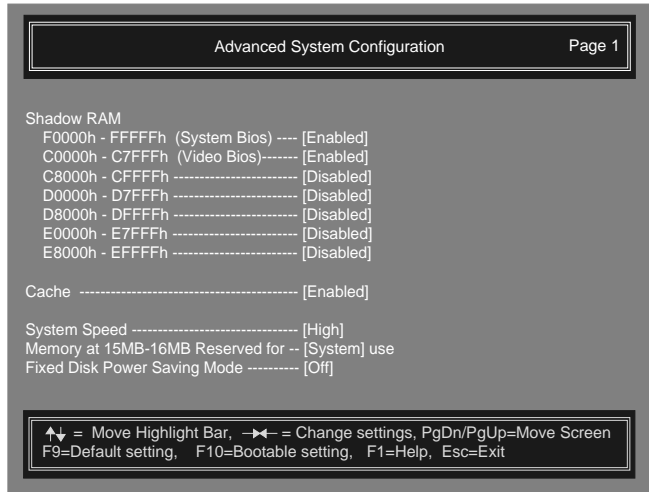 Advanced System Configuration Page 1
Shadow RAM
F0000h - FFFFFh (System Bios) ---- [Enabled]
C0000h - C7FFFh (Video Bios)------- [Enabled]
C8000h - CFFFFh ------------------------ [Disabled]
D0000h - D7FFFh ------------------------ [Disabled]
D8000h - DFFFFh ------------------------ [Disabled]
E0000h - E7FFFh ------------------------ [Disabled]
E8000h - EFFFFh ------------------------ [Disabled]
Cache ------------------------------------------ [Enabled]
System Speed -------------------------------- [High]
Memory at 15MB-16MB Reserved for -- [System] use
Fixed Disk Power Saving Mode ---------- [Off]
↑↓ = Move Highlight Bar, →← = Change settings, PgDn/PgUp=Move Screen
F9=Default setting, F10=Bootable setting, F1=Help, Esc=Exit